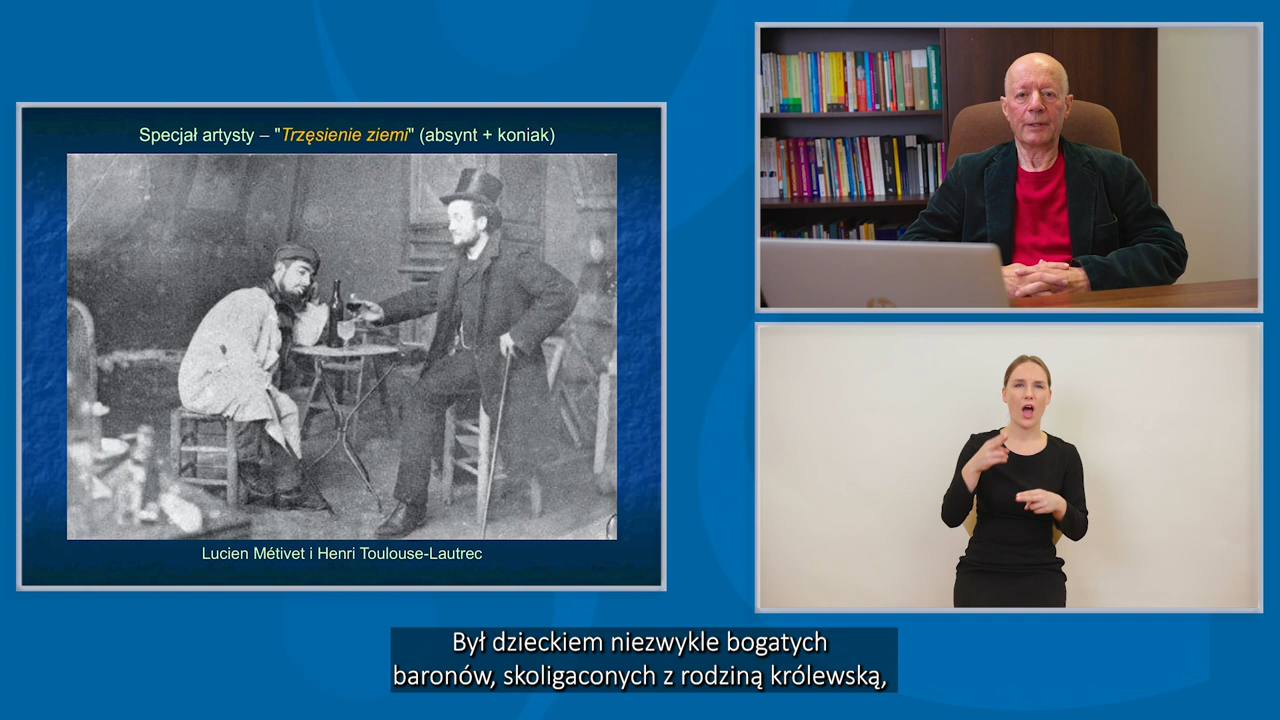 Specjał artysty – "Trzęsienie ziemi" (absynt + koniak)
Lucien Métivet i Henri Toulouse-Lautrec
Był dzieckiem niezwykle bogatych
baronów, skoligaconych z rodziną królewską,